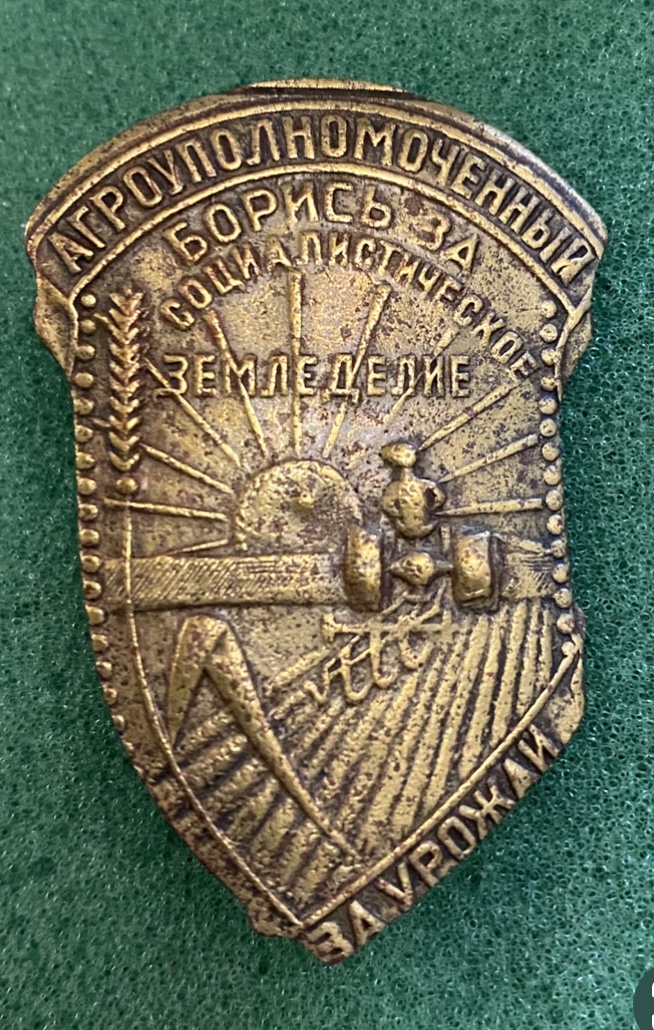 АГРОУПОЛНОМОЧЕННЫЙ
БОРИСЬ ЗА
СОЦИАЛИСТИЧЕСКОЕ
ЗЕМЛЕДЕЛИЕ
ЗА УРОЖАЙ